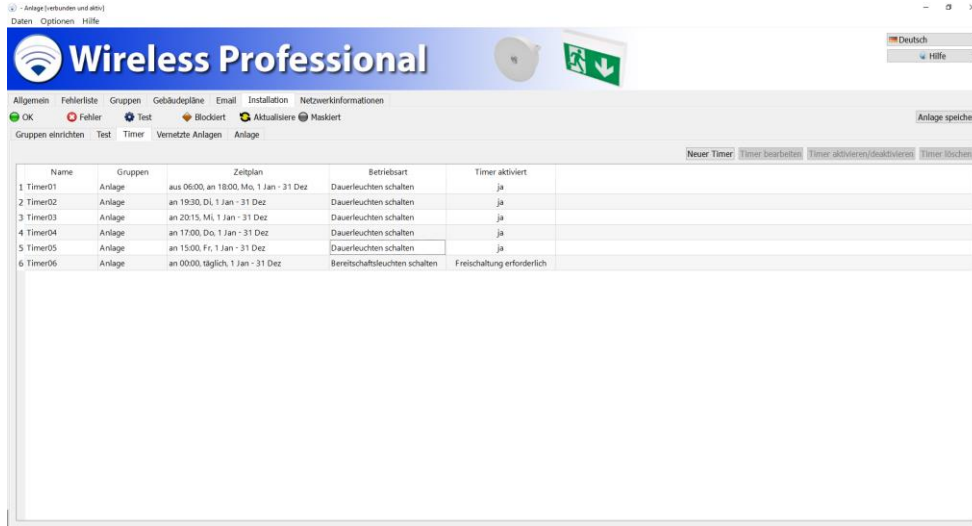 - Anlage [verbunden und aktiv]
Daten Optionen Hilfe
Wireless Professional
Deutsch
Hilfe
Allgemein Fehlerliste Gruppen Gebäudepläne Email Installation Netzwerkinformationen
OK Fehler Test Blockiert Aktualisiere Maskiert Anlage speiche
Gruppen einrichten Test Timer Vernetzte Anlagen Anlage
Neuer Timer Timer bearbeiten Timer aktivieren/deaktivieren Timer löschen
Name Gruppen Zeitplan Betriebsart Timer aktiviert
1 Timer01 Anlage aus 06:00, an 18:00, Mo, 1 Jan - 31 Dez Dauerleuchten schalten ja
2 Timer02 Anlage an 19:30, Di, 1 Jan - 31 Dez Dauerleuchten schalten ja
3 Timer03 Anlage an 20:15, Mi, 1 Jan - 31 Dez Dauerleuchten schalten ja
4 Timer04 Anlage an 17:00, Do, 1 Jan - 31 Dez Dauerleuchten schalten ja
5 Timer05 Anlage an 15:00, Fr, 1 Jan - 31 Dez Dauerleuchten schalten ja
6 Timer06 Anlage an 00:00, täglich, 1 Jan - 31 Dez Bereitschaftsleuchten schalten Freischaltung erforderlich